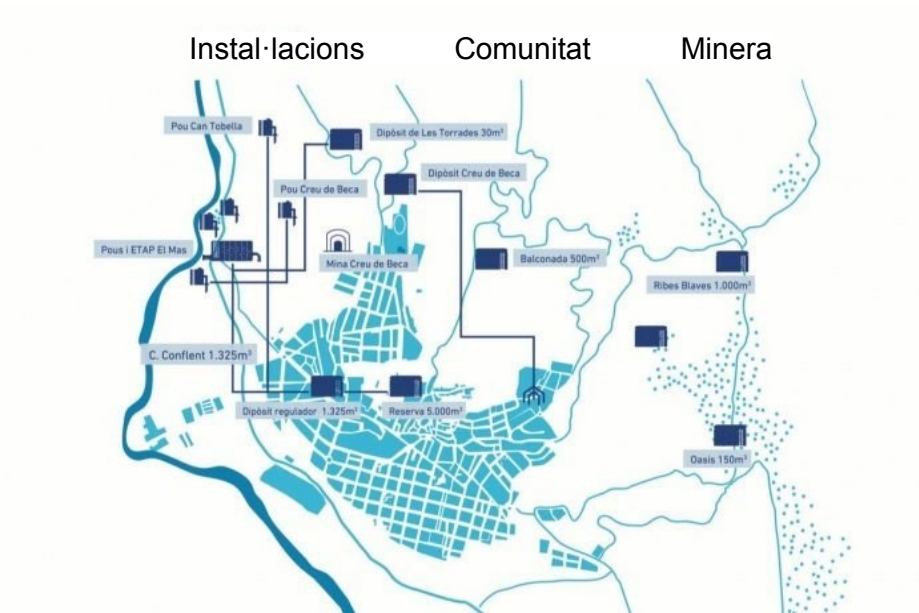 Instal·lacions Comunitat Minera
Pou Can Tobella
Dipòsit de Les Torrades 30m³
Dipòsit Creu de Beca
Pou Creu de Beca
Pous i ETAP El Mas
Mina Creu de Beca
Balconada 500m³
Ribes Blaves 1.000m³
C. Conflent 1.325m³
Dipòsit regulador 1.325m³
Reserva 5.000m³
Oasis 150m³